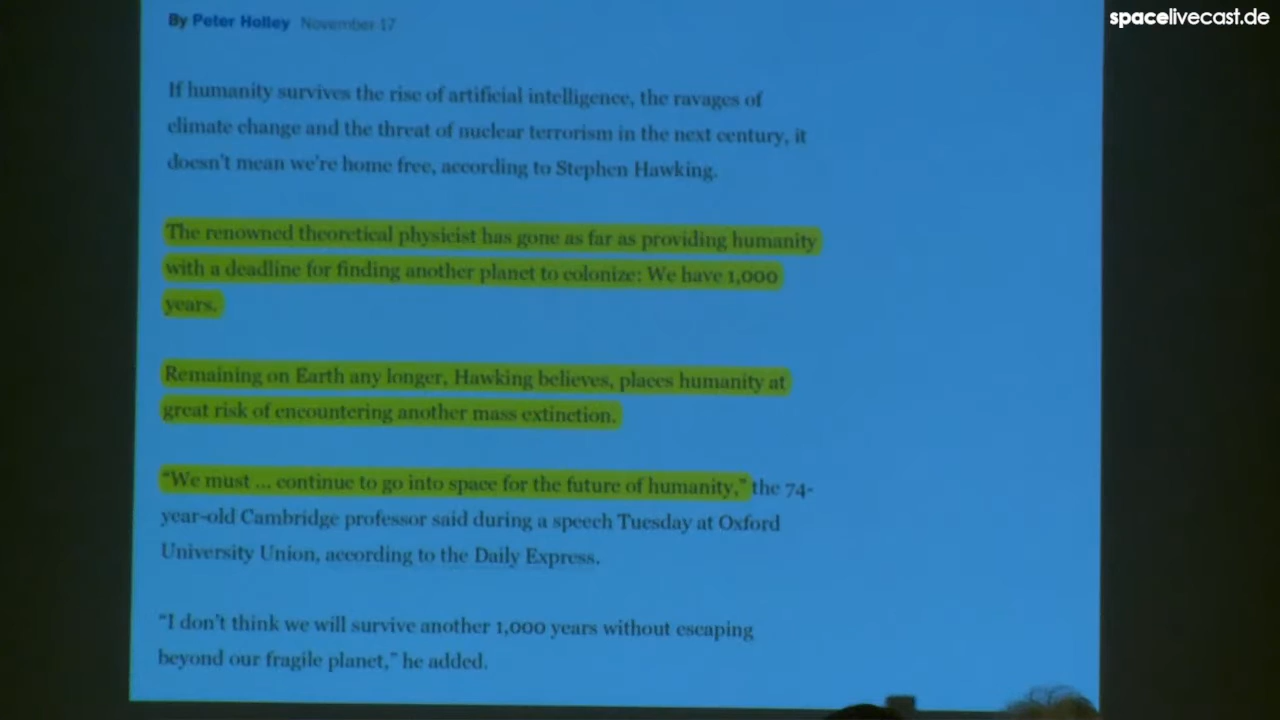 spacelivecast.de
By Peter Holley November 17
If humanity survives the rise of artificial intelligence, the ravages of
climate change and the threat of nuclear terrorism in the next century, it
doesn't mean we're home free, according to Stephen Hawking.
The renowned theoretical physicist has gone as far as providing humanity
with a deadline for finding another planet to colonize: We have 1,000
years.
Remaining on Earth any longer, Hawking believes, places humanity at
great risk of encountering another mass extinction.
“We must ... continue to go into space for the future of humanity,” the 74-
year-old Cambridge professor said during a speech Tuesday at Oxford
University Union, according to the Daily Express.
“I don't think we will survive another 1,000 years without escaping
beyond our fragile planet,” he added.